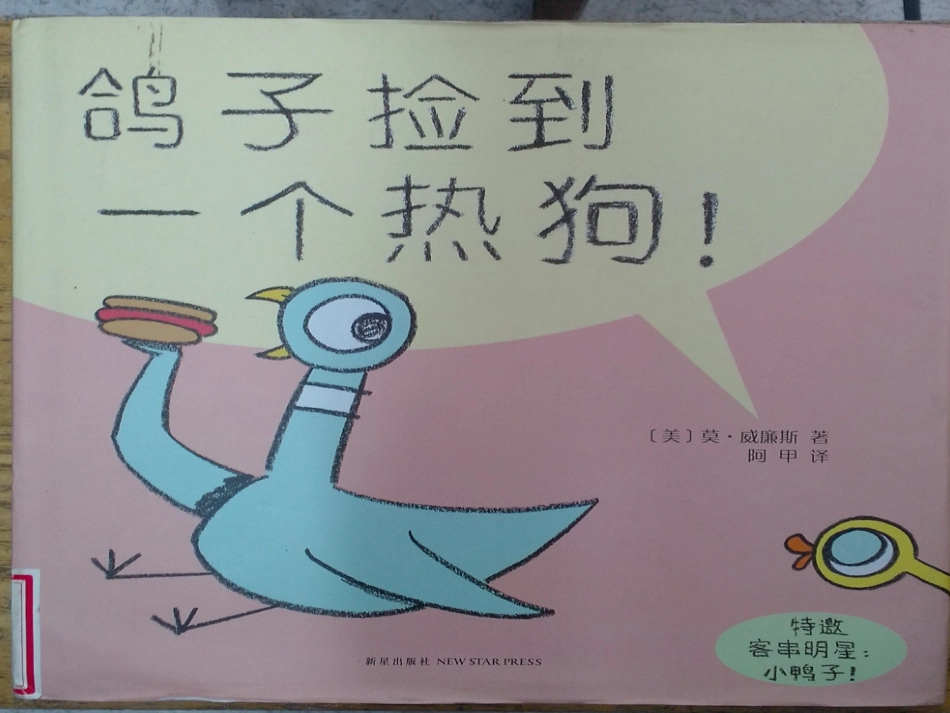 鸽子捡到
一个热狗！
〔美〕莫·威廉斯 著
阿甲 译
特邀
客串明星：
小鸭子！
新星出版社 NEW STAR PRESS